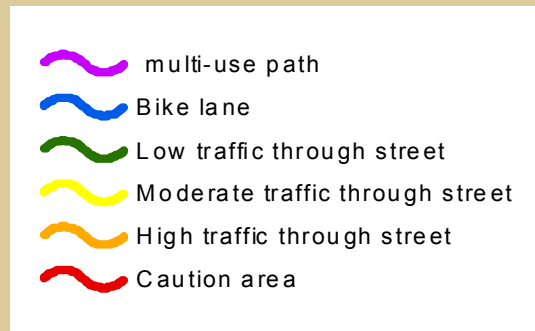 multi-use path
Bike lane
Low traffic through street
Moderate traffic through street
High traffic through street
Caution area